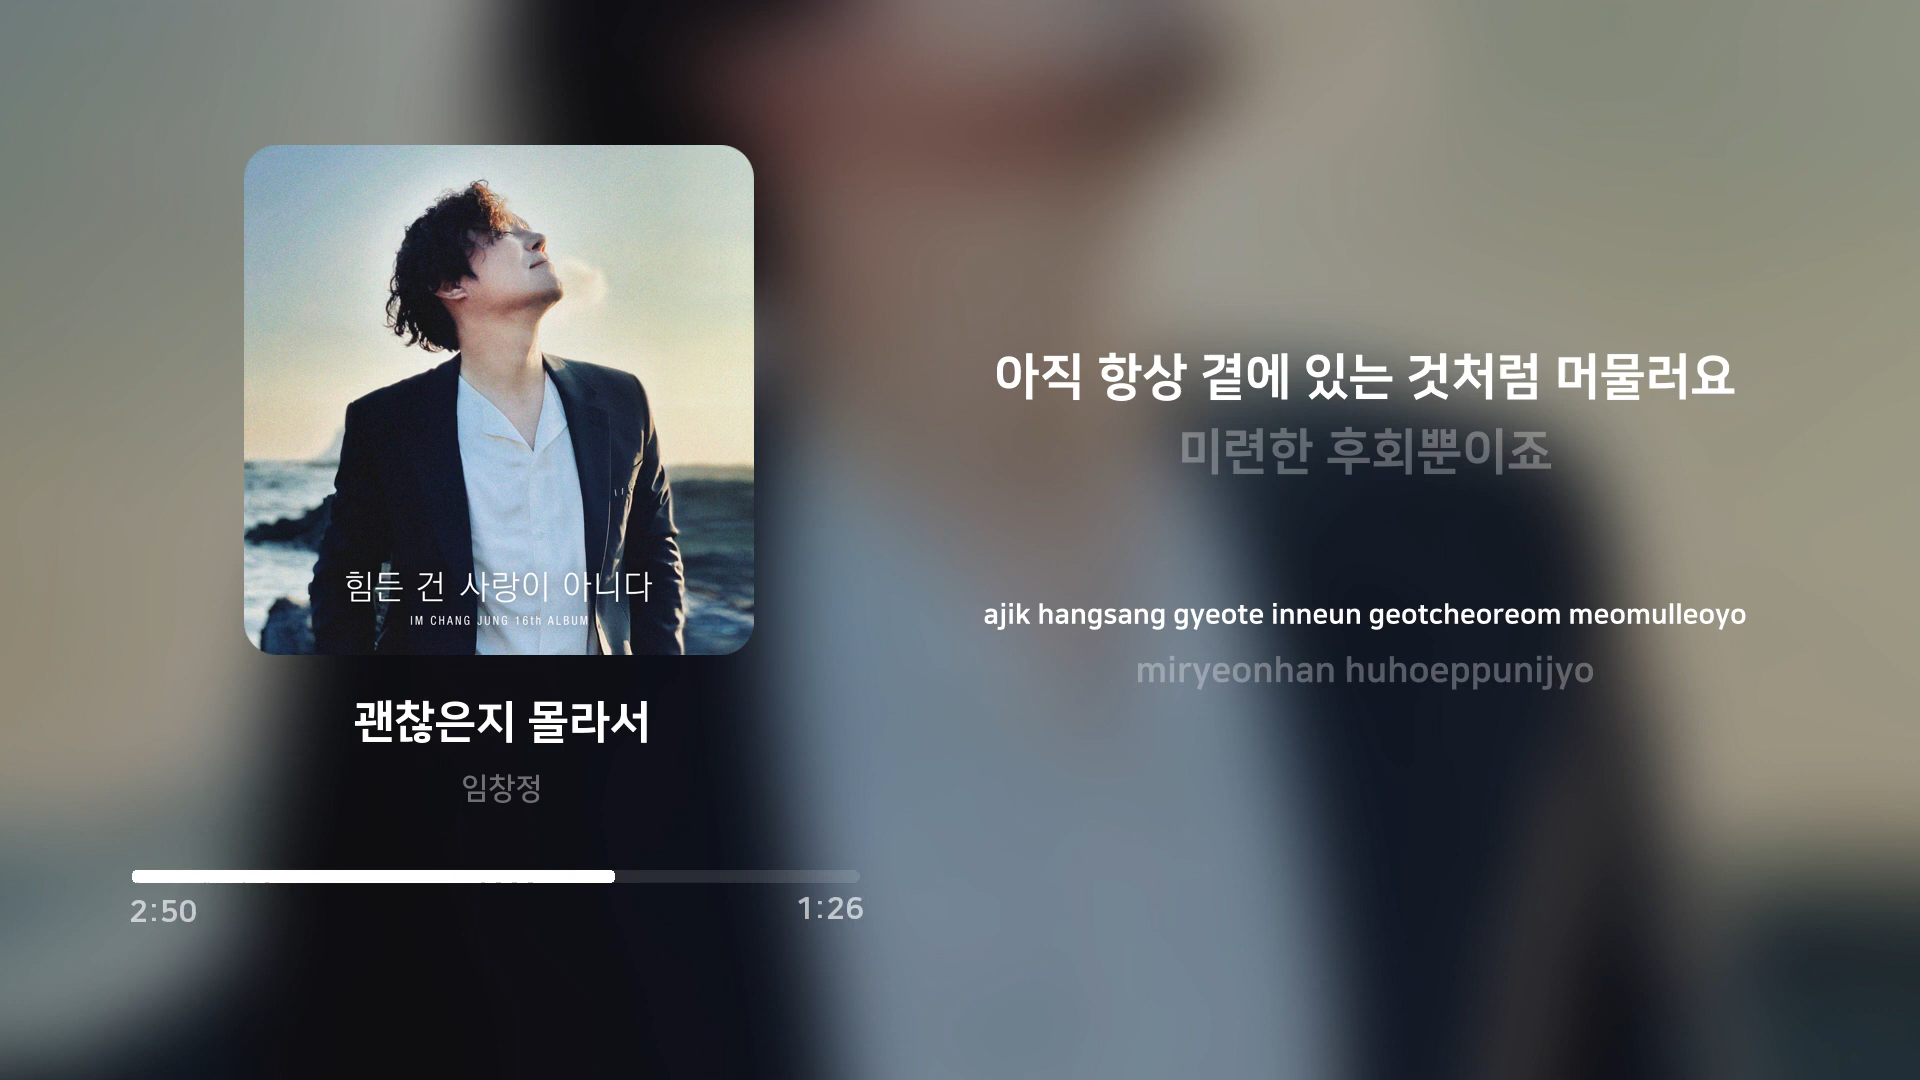 힘든 건 사랑이 아니다
IM CHANG JUNG 16th ALBUM
괜찮은지 몰라서
임창정
2:50
1:26
아직 항상 곁에 있는 것처럼 머물러요
미련한 후회뿐이죠
ajik hangsang gyeote inneun geotcheoreom meomulleoyo
miryeonhan huhoeppunijyo